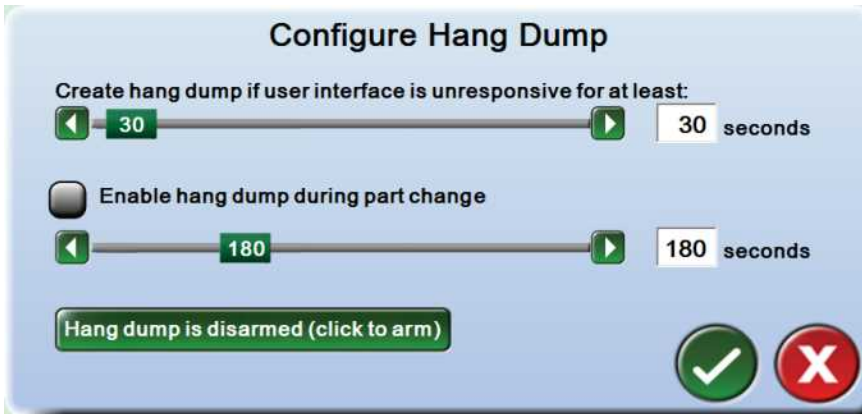 Configure Hang Dump
Create hang dump if user interface is unresponsive for at least:
30
30 seconds
Enable hang dump during part change
180
180 seconds
Hang dump is disarmed (click to arm)